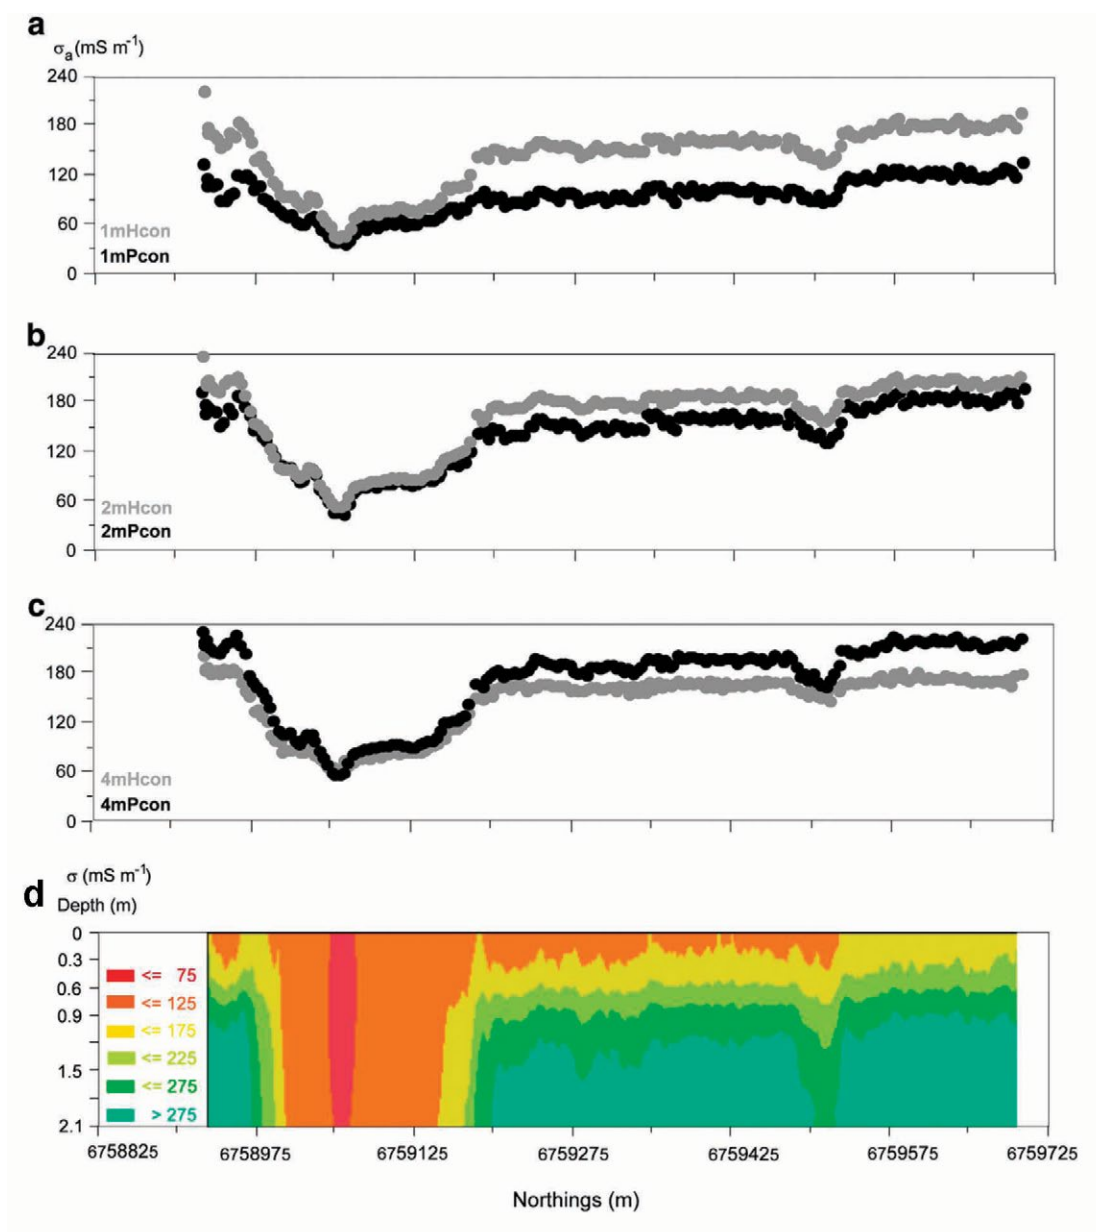 a
σa(mS m-1)
240
180
120
60
0
1mHcon
1mPcon
b
240
180
120
60
0
2mHcon
2mPcon
c
240
180
120
60
0
4mHcon
4mPcon
σ (mS m-1)
d
Depth (m)
0
0.3
0.6
0.9
1.5
2.1
<= 75
<= 125
<= 175
<= 225
<= 275
> 275
6758825 6758975 6759125 6759275 6759425 6759575 6759725
Northings (m)